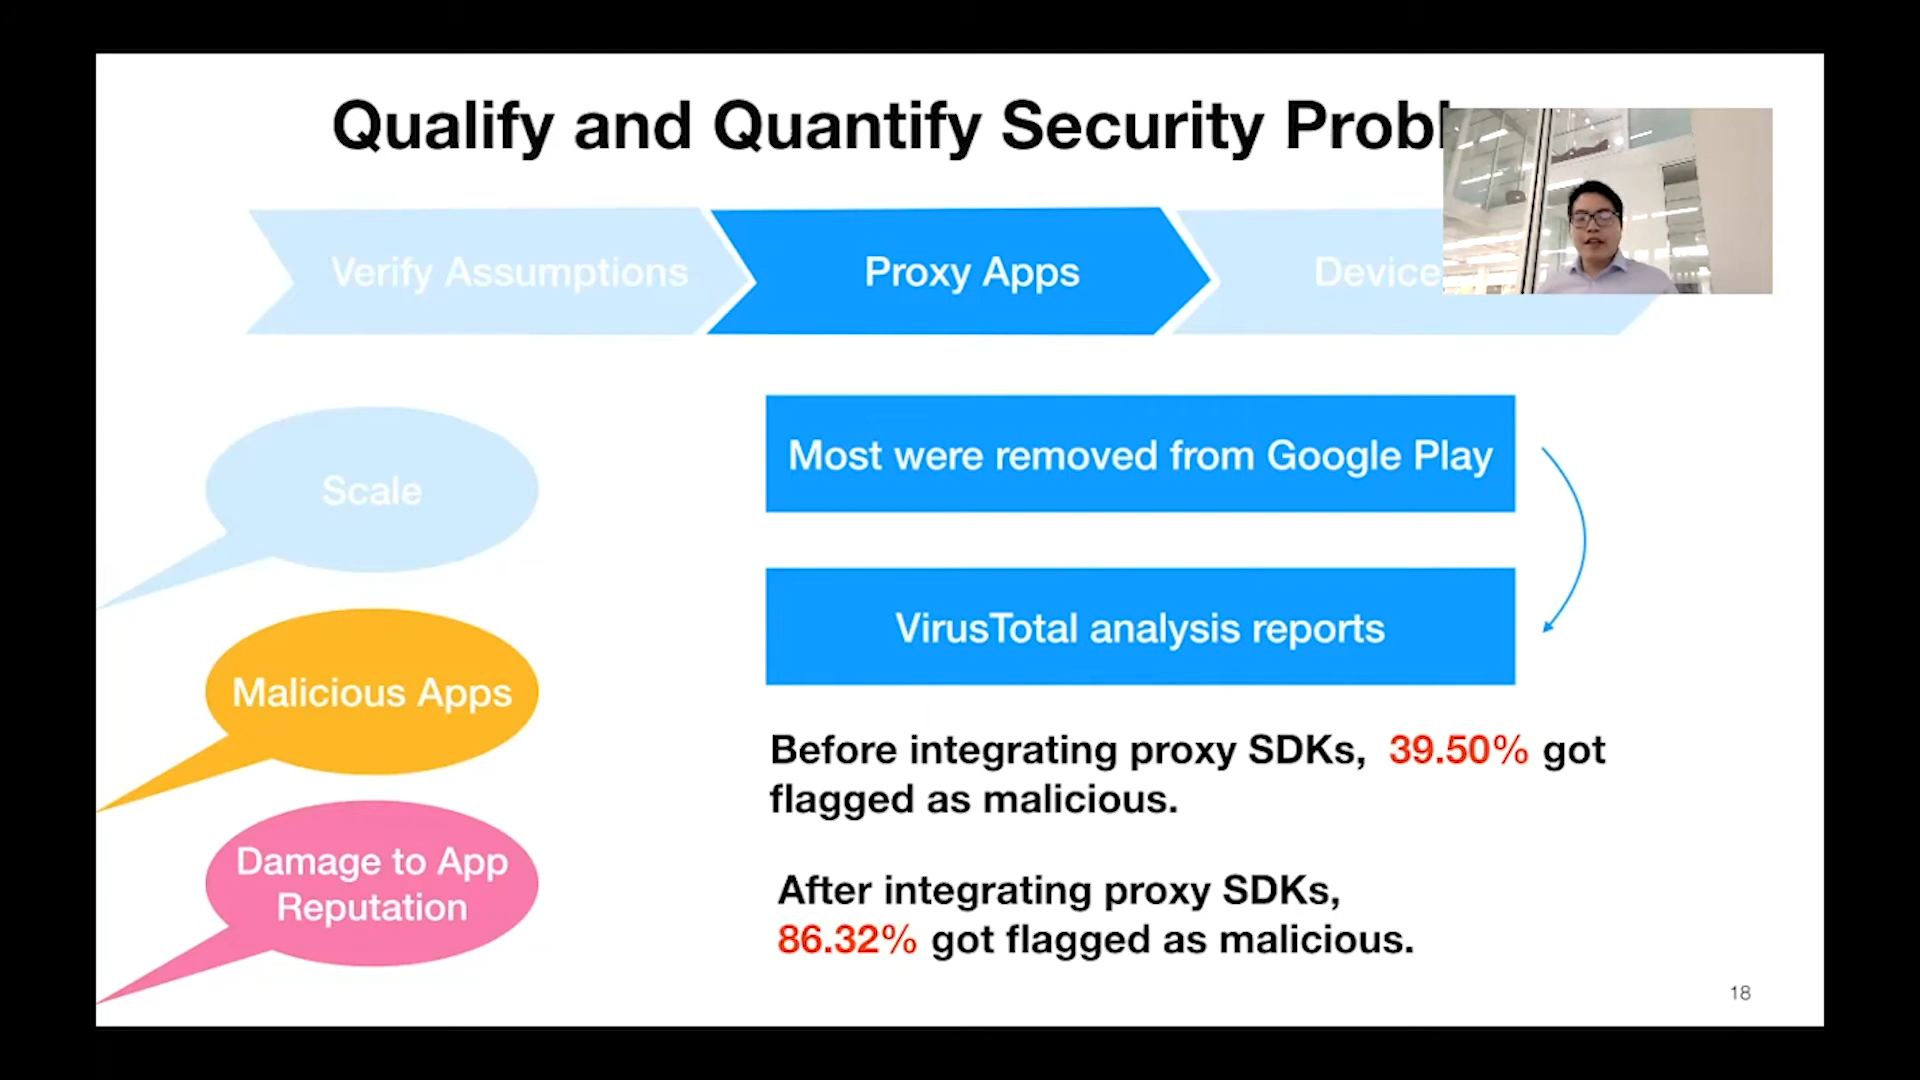 Qualify and Quantify Security
Verify Assumptions
Proxy Apps
Device
Scale
Malicious Apps
Damage to App
Reputation
Most were removed from Google Play
VirusTotal analysis reports
Before integrating proxy SDKs, 39.50% got
flagged as malicious.
After integrating proxy SDKs,
86.32% got flagged as malicious.
18